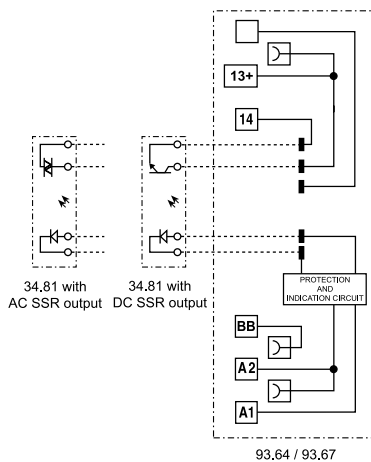 13+
14
34.81 with
AC SSR output
34.81 with
DC SSR output
PROTECTION
AND
INDICATION CIRCUIT
BB
A2
A1
93.64 / 93.67